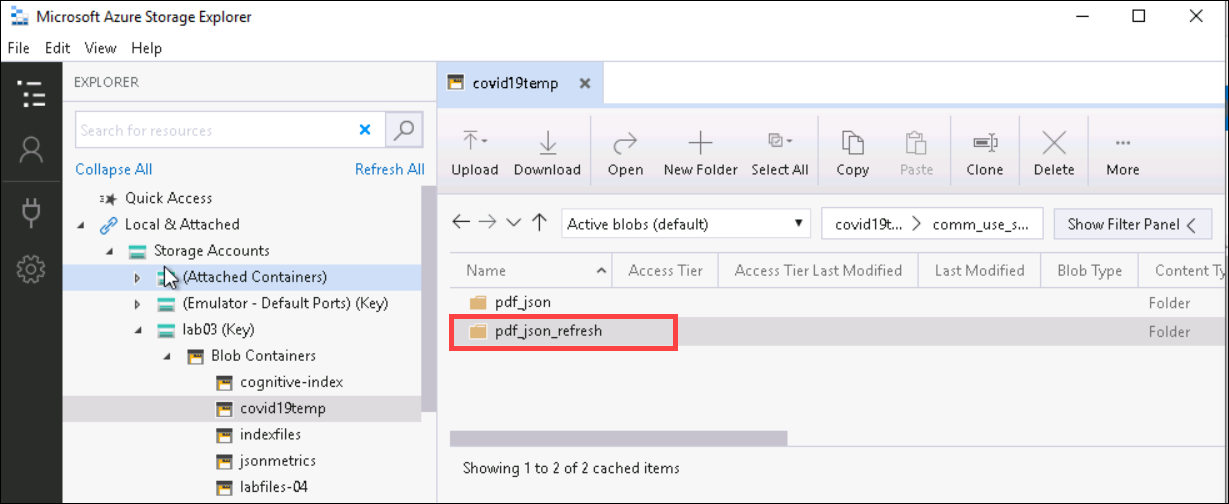 Microsoft Azure Storage Explorer
File Edit View Help
EXPLORER
Search for resources
Collapse All Refresh All
Quick Access
Local & Attached
Storage Accounts
(Attached Containers)
(Emulator - Default Ports) (Key)
lab03 (Key)
Blob Containers
cognitive-index
covid19temp
indexfiles
jsonmetrics
labfiles-04
covid19temp
Upload Download Open New Folder Select All Copy Paste Clone Delete More
Active blobs (default) covid19t... comm_use_s... Show Filter Panel
Name Access Tier Access Tier Last Modified Last Modified Blob Type Content Ty
pdf_json Folder
pdf_json_refresh Folder
Showing 1 to 2 of 2 cached items